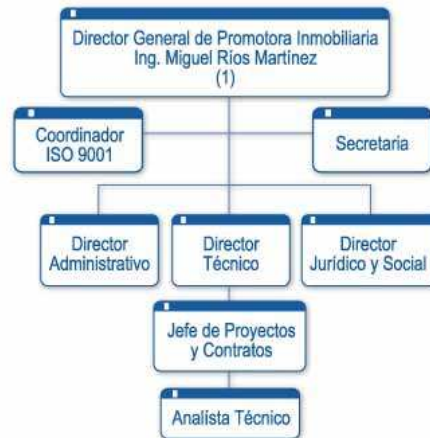 Director General de Promotora Inmobiliaria
Ing. Miguel Ríos Martínez
(1)
Coordinador
ISO 9001
Secretaria
Director
Administrativo
Director
Técnico
Director
Jurídico y Social
Jefe de Proyectos
y Contratos
Analista Técnico